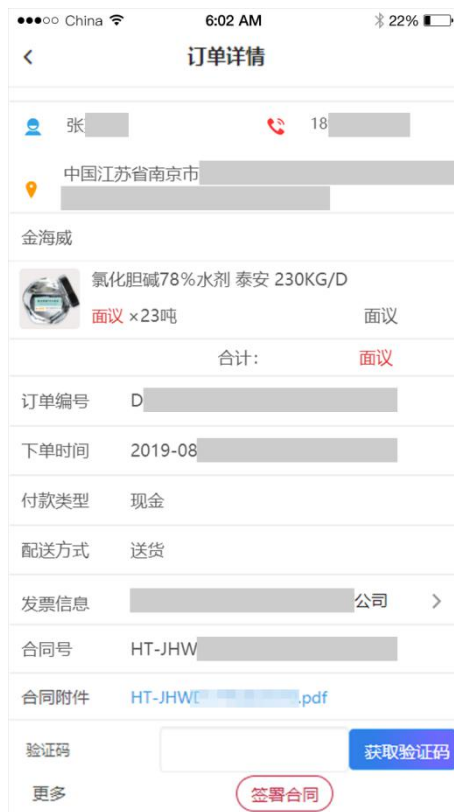 China 6:02 AM 22%
订单详情
张 18
中国江苏省南京市
金海威
氯化胆碱78%水剂 泰安 230KG/D
面议 ×23吨 面议
合计： 面议
订单编号 D
下单时间 2019-08
付款类型 现金
配送方式 送货
发票信息 公司
合同号 HT-JHW
合同附件 HT-JHW .pdf
验证码 获取验证码
更多 签署合同